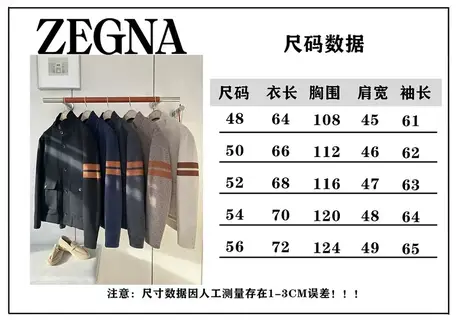 ZEGNA
尺码数据
尺码 衣长 胸围 肩宽 袖长
48 64 108 45 61
50 66 112 46 62
52 68 116 47 63
54 70 120 48 64
56 72 124 49 65
注意：尺寸数据因人工测量存在1-3CM误差！！！